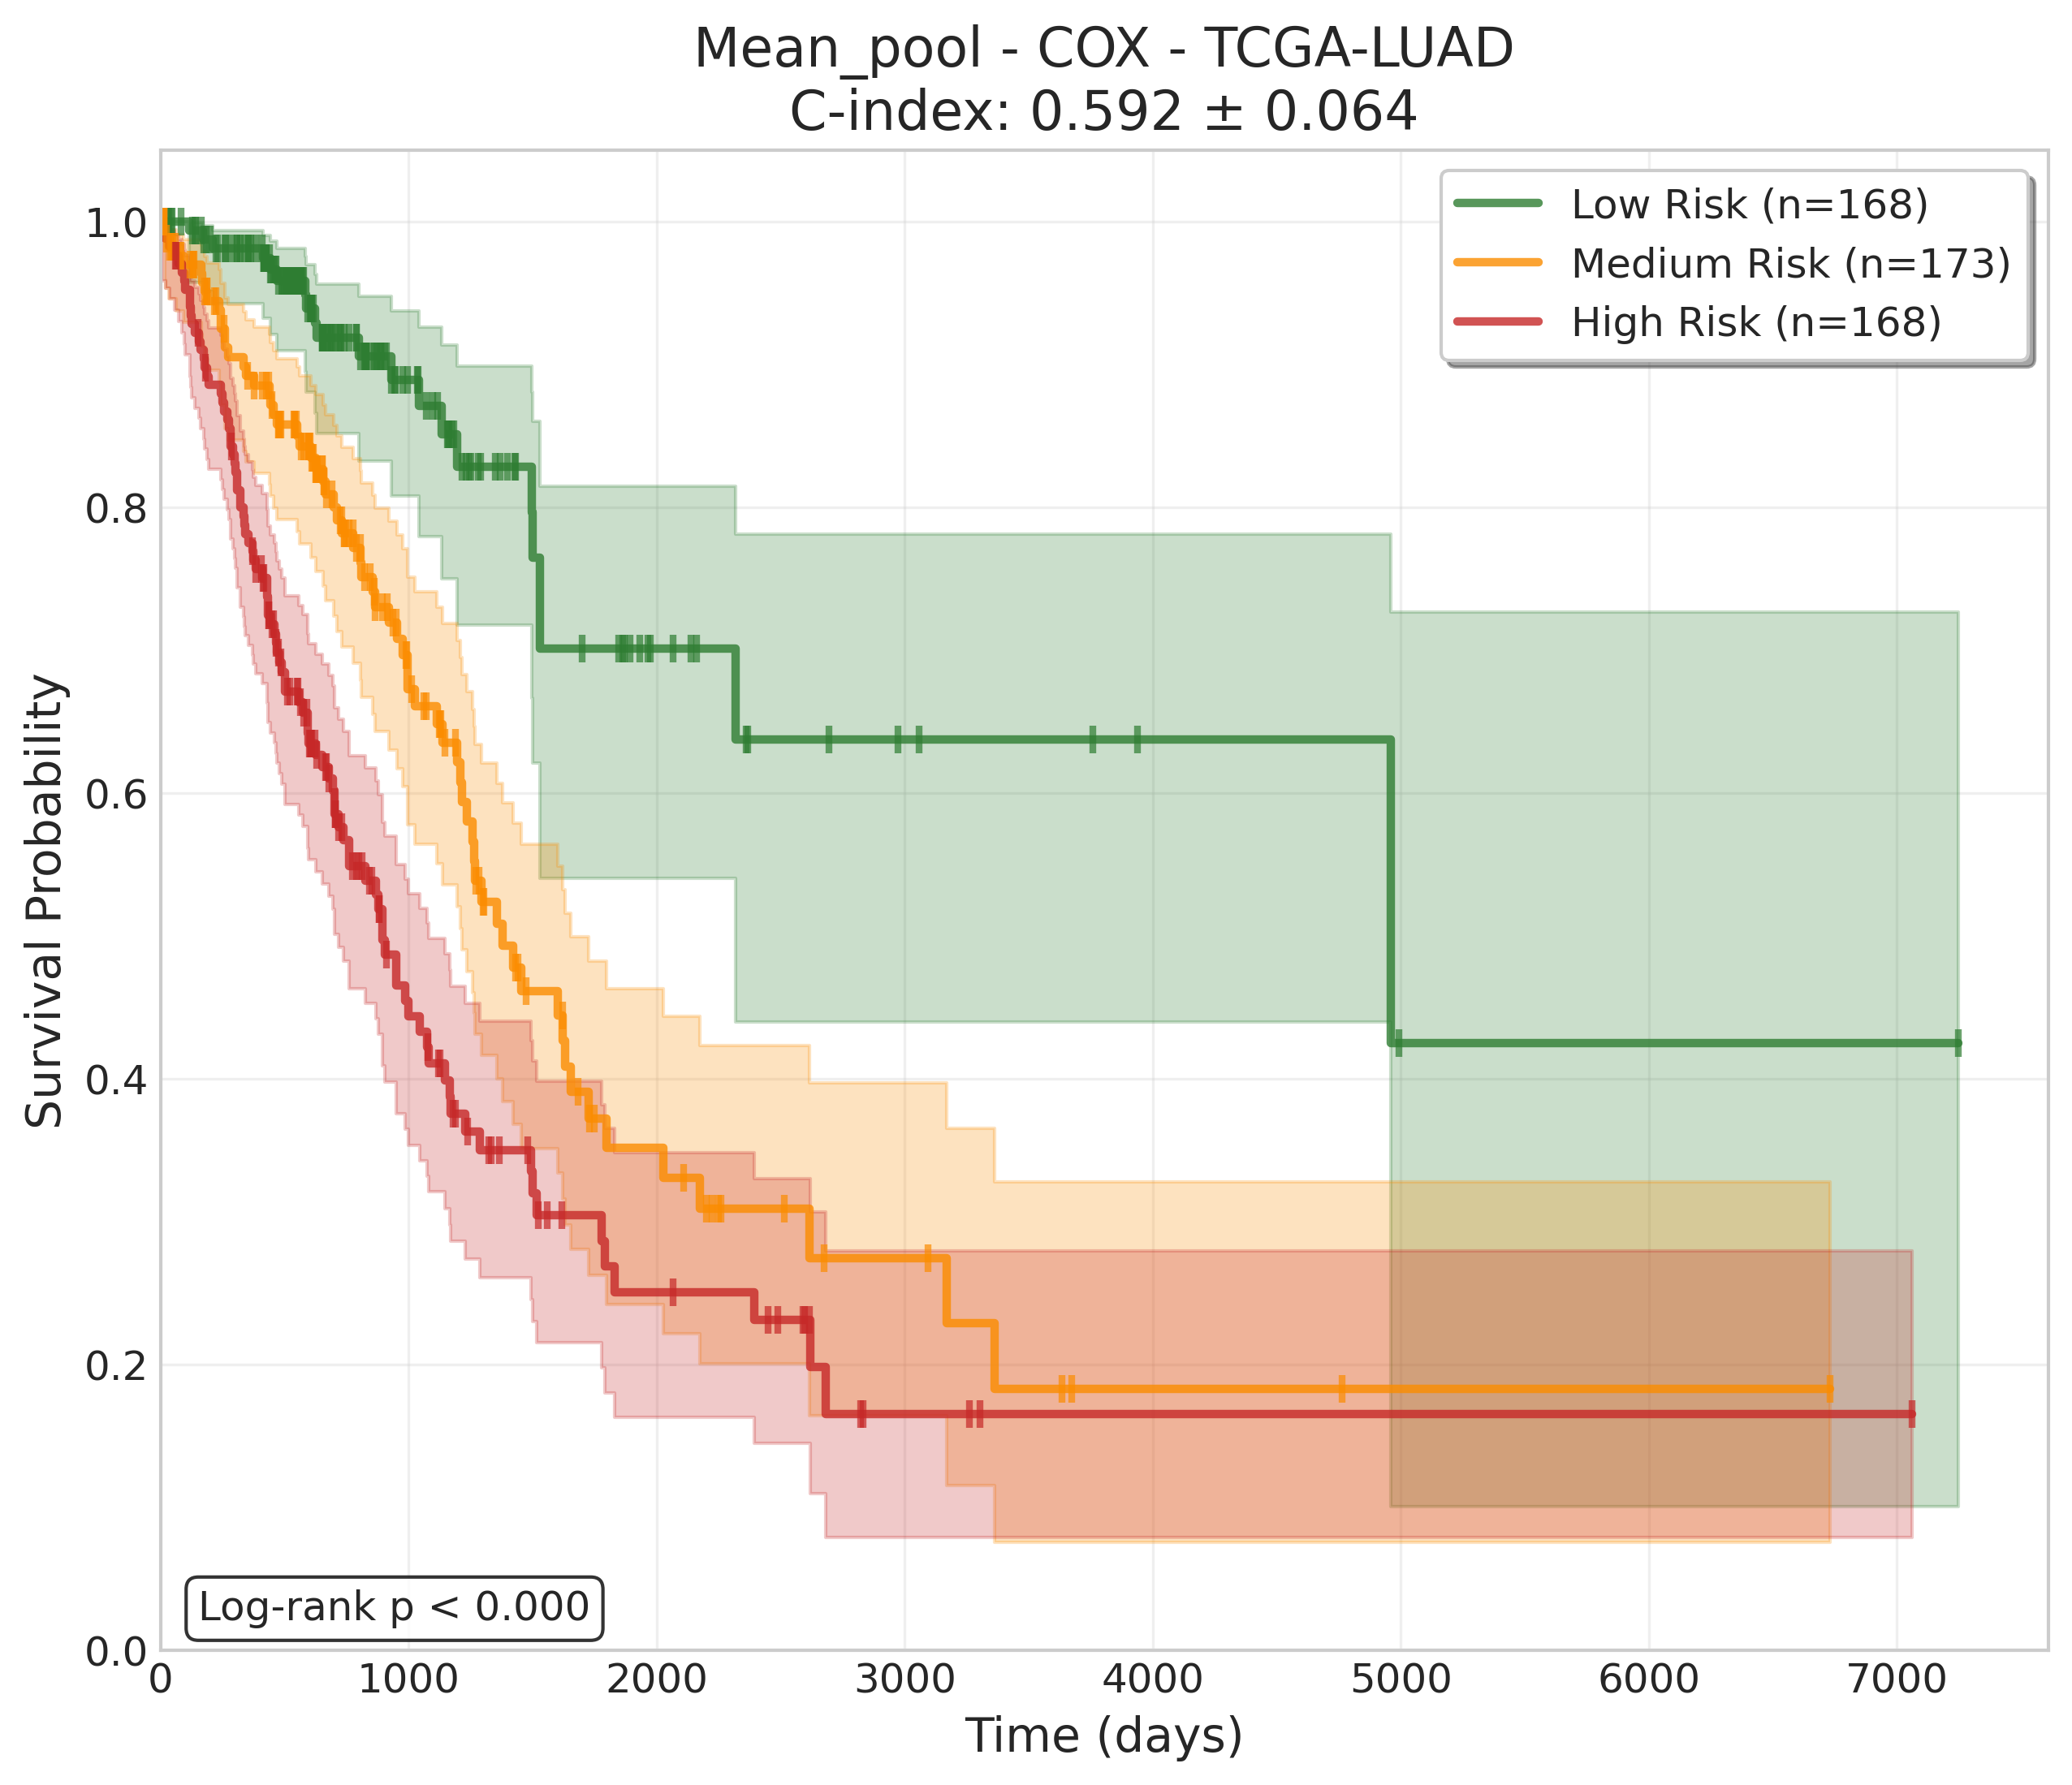 Mean_pool - COX - TCGA-LUAD
C-index: 0.592 ± 0.064
Low Risk (n=168)
Medium Risk (n=173)
High Risk (n=168)
Survival Probability
1.0
0.8
0.6
0.4
0.2
0.0
Log-rank p < 0.000
0 1000 2000 3000 4000 5000 6000 7000
Time (days)